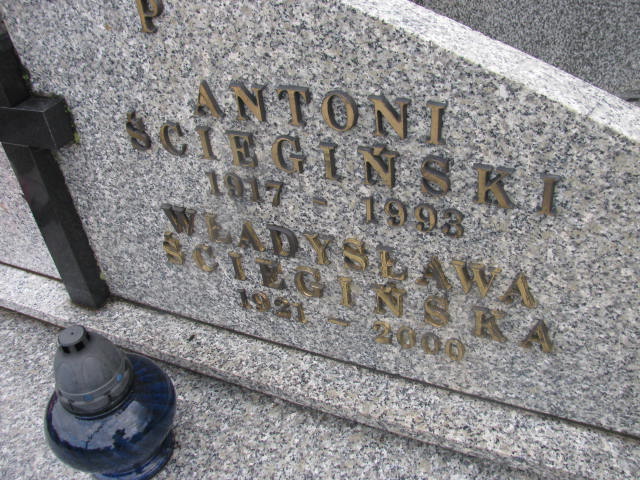 P
ANTONI
ŚCIEGIŃSKI
1917 - 1993
WŁADYSŁAWA
ŚCIEGIŃSKA
1921 - 2000